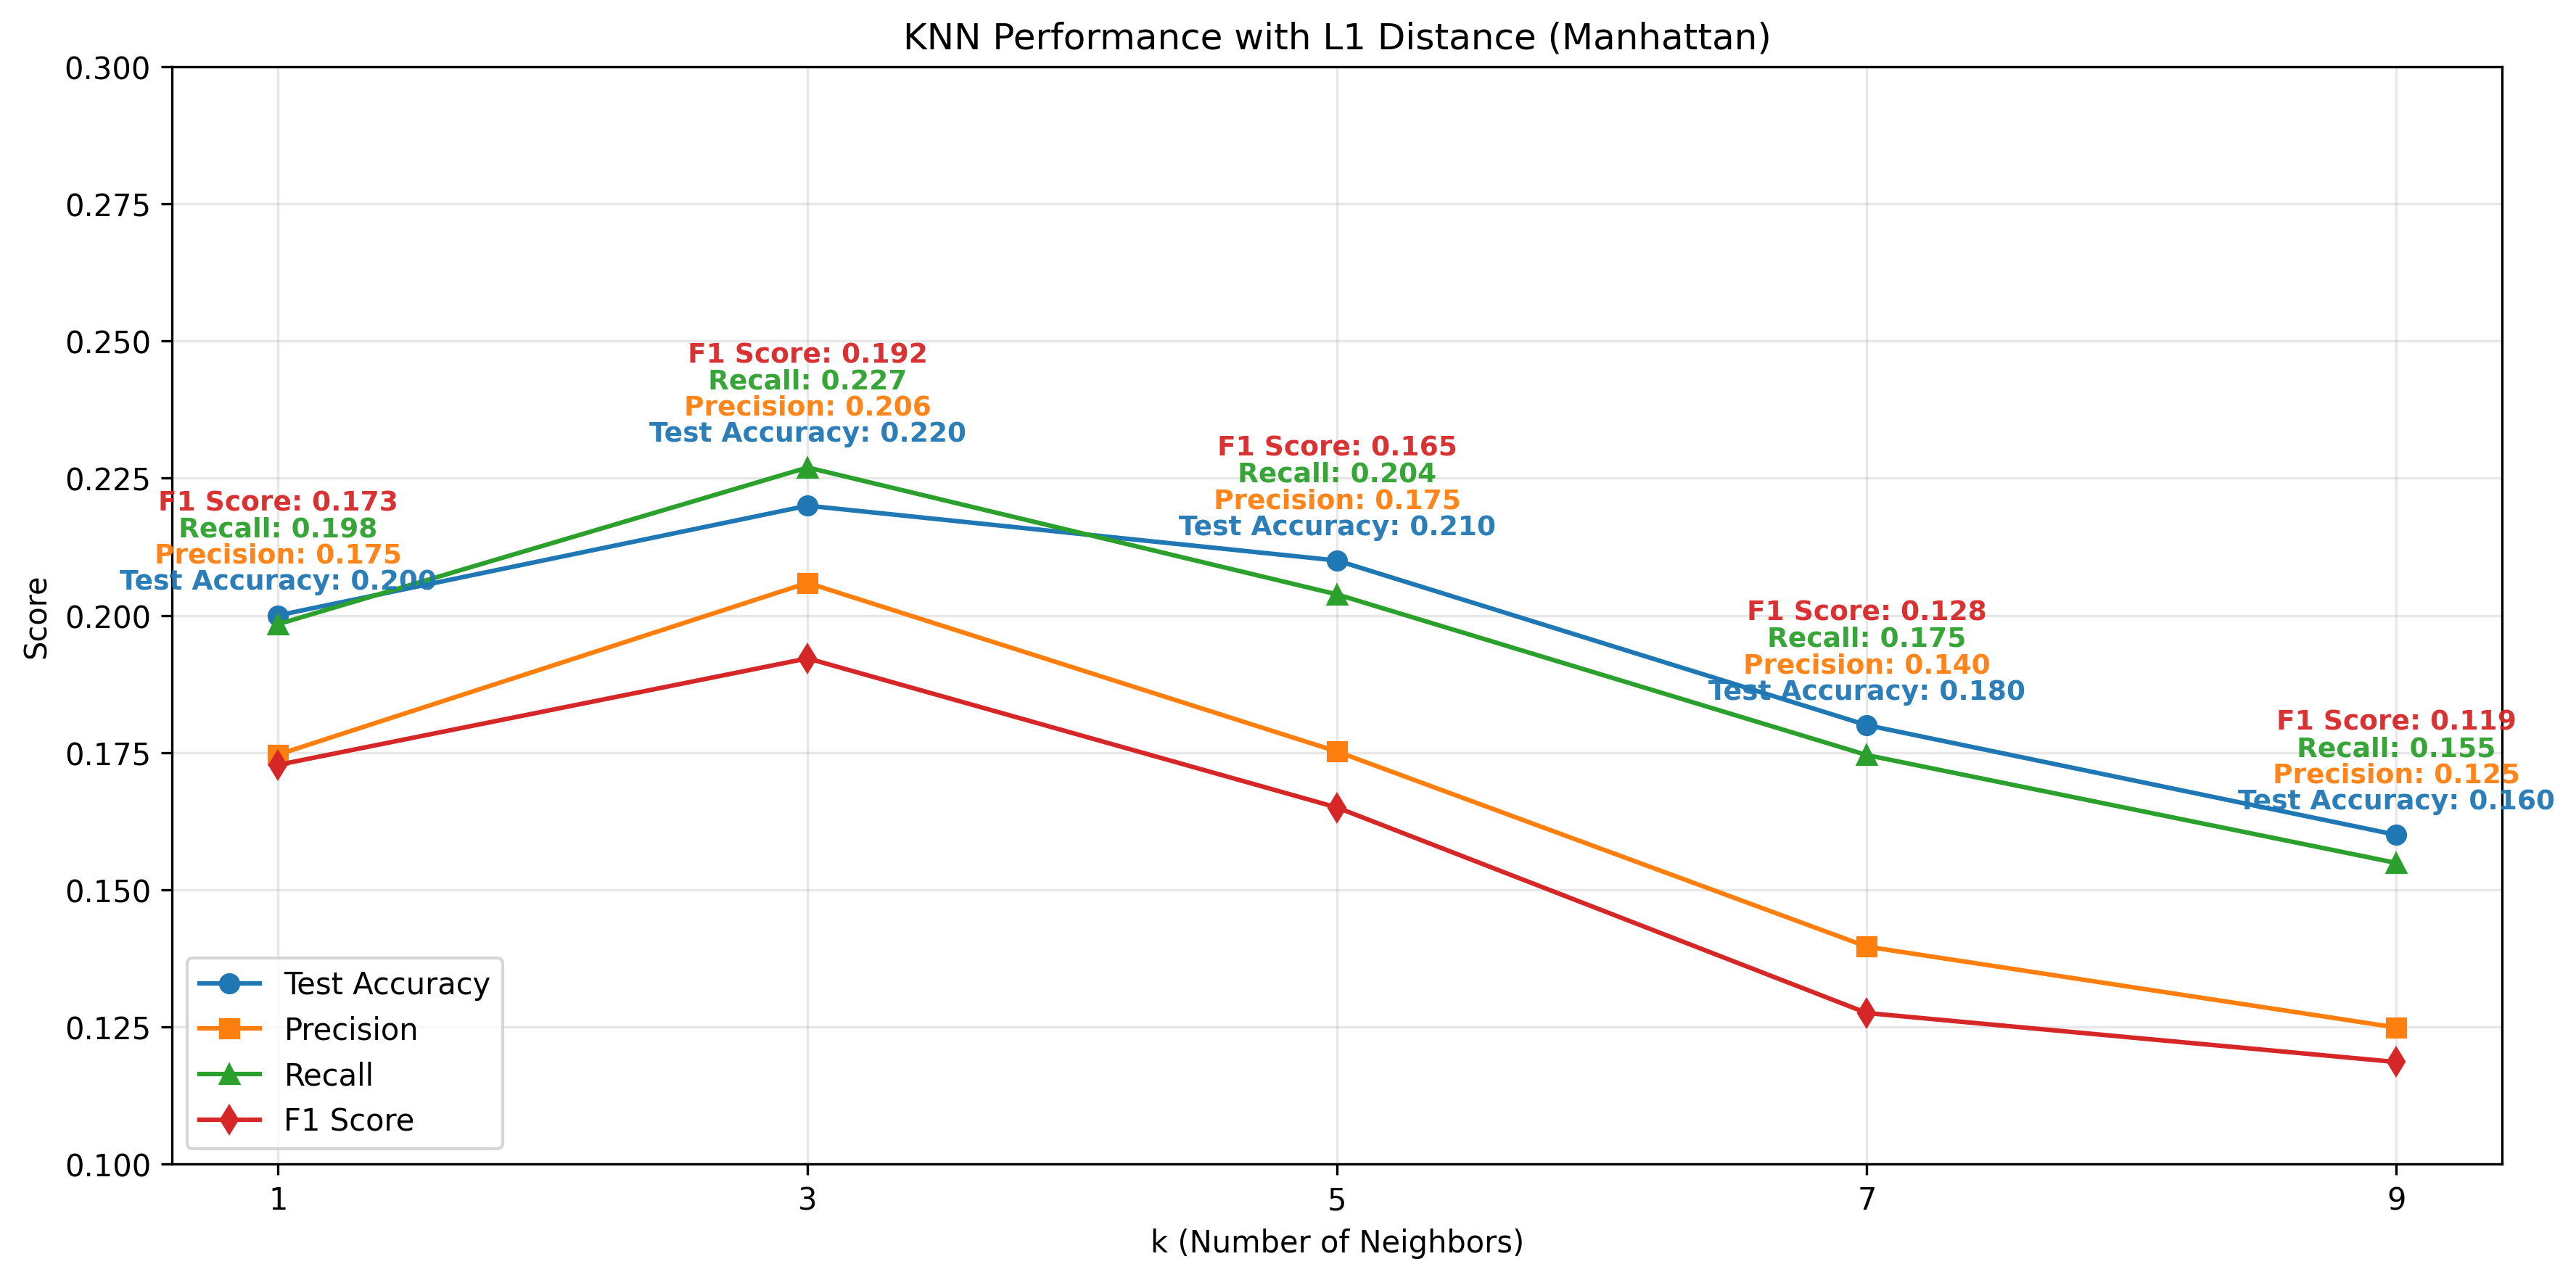 KNN Performance with L1 Distance (Manhattan)
0.300
0.275
0.250
0.225
0.200
0.175
0.150
0.125
0.100
Score
F1 Score: 0.173
Recall: 0.198
Precision: 0.175
Test Accuracy: 0.200
F1 Score: 0.192
Recall: 0.227
Precision: 0.206
Test Accuracy: 0.220
F1 Score: 0.165
Recall: 0.204
Precision: 0.175
Test Accuracy: 0.210
F1 Score: 0.128
Recall: 0.175
Precision: 0.140
Test Accuracy: 0.180
F1 Score: 0.119
Recall: 0.155
Precision: 0.125
Test Accuracy: 0.160
Test Accuracy
Precision
Recall
F1 Score
1 3 5 7 9
k (Number of Neighbors)